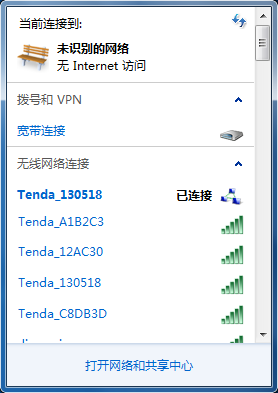 当前连接到:
未识别的网络
无 Internet 访问
拨号和 VPN
宽带连接
无线网络连接
Tenda_130518 已连接
Tenda_A1B2C3
Tenda_12AC30
Tenda_130518
Tenda_C8DB3D
打开网络和共享中心